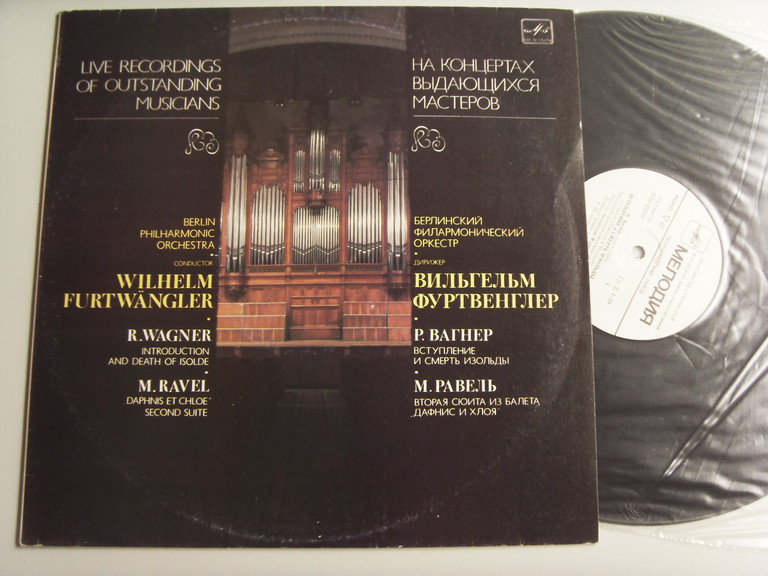 LIVE RECORDINGS
OF OUTSTANDING
MUSICIANS
НА КОНЦЕРТАХ
ВЫДАЮЩИХСЯ
МАСТЕРОВ
BERLIN
PHILHARMONIC
ORCHESTRA
CONDUCTOR
WILHELM
FURTWÄNGLER
R.WAGNER
INTRODUCTION
AND DEATH OF ISOLDE
M. RAVEL
DAPHNIS ET CHLOE"
SECOND SUITE
БЕРЛИНСКИЙ
ФИЛАРМОНИЧЕСКИЙ
ОРКЕСТР
ДИРИЖЕР
ВИЛЬГЕЛЬМ
ФУРТВЕНГЛЕР
Р. ВАГНЕР
ВСТУПЛЕНИЕ
И СМЕРТЬ ИЗОЛЬДЫ
М. РАВЕЛЬ
ВТОРАЯ СЮИТА ИЗ БАЛЕТА
„ДАФНИС И ХЛОЯ"
МЕЛОДИЯ